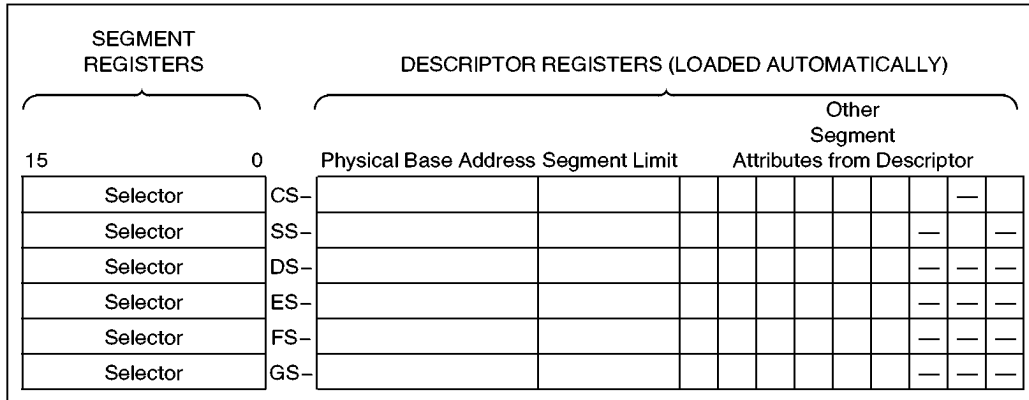 SEGMENT
REGISTERS
DESCRIPTOR REGISTERS (LOADED AUTOMATICALLY)
Other
Segment
Attributes from Descriptor
15 0
Physical Base Address Segment Limit
Selector CS– —
Selector SS– — —
Selector DS– — — —
Selector ES– — — —
Selector FS– — — —
Selector GS– — — —